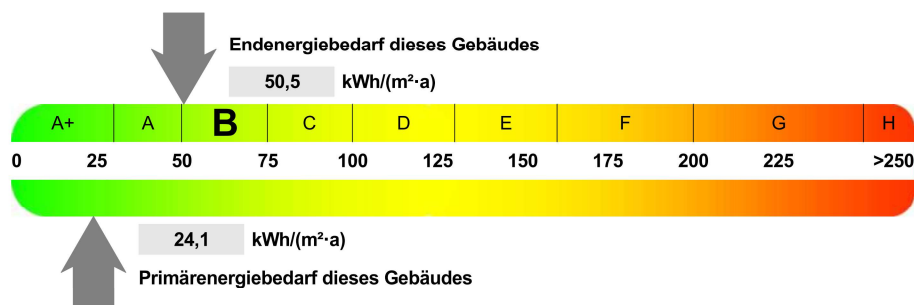 Endenergiebedarf dieses Gebäudes
50,5 kWh/(m²·a)
A+ A B C D E F G H
0 25 50 75 100 125 150 175 200 225 >250
24,1 kWh/(m²·a)
Primärenergiebedarf dieses Gebäudes